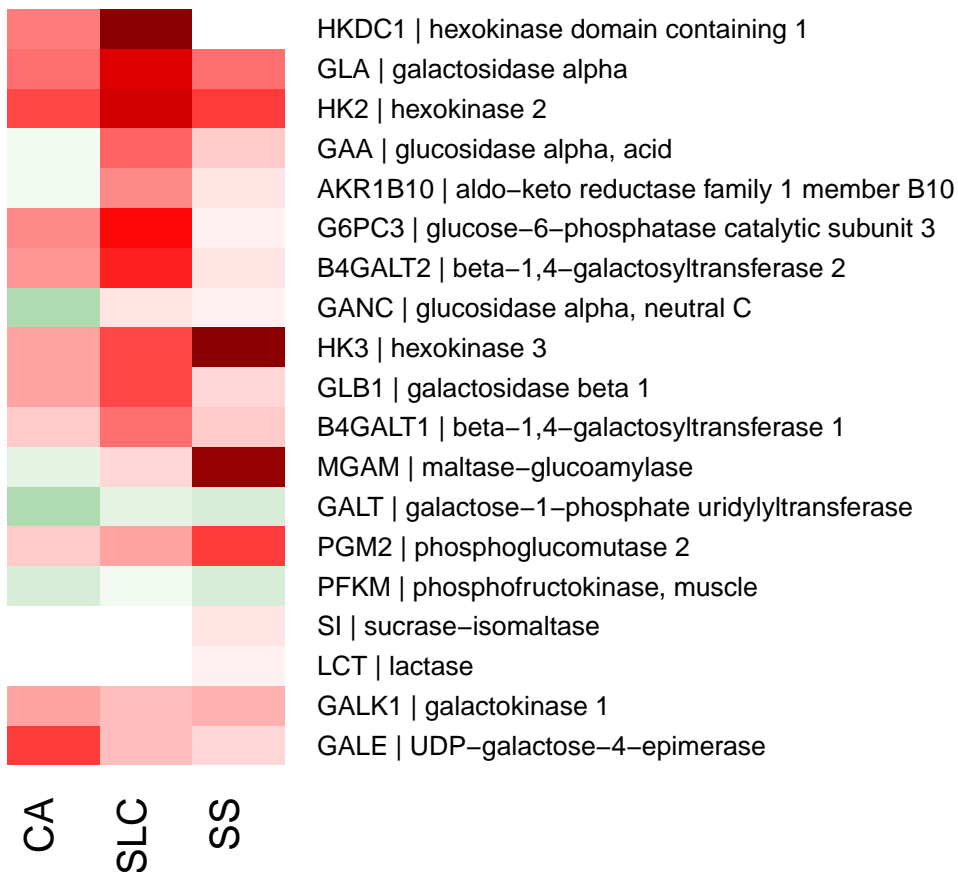 HKDC1 | hexokinase domain containing 1
GLA | galactosidase alpha
HK2 | hexokinase 2
GAA | glucosidase alpha, acid
AKR1B10 | aldo−keto reductase family 1 member B10
G6PC3 | glucose−6−phosphatase catalytic subunit 3
B4GALT2 | beta−1,4−galactosyltransferase 2
GANC | glucosidase alpha, neutral C
HK3 | hexokinase 3
GLB1 | galactosidase beta 1
B4GALT1 | beta−1,4−galactosyltransferase 1
MGAM | maltase−glucoamylase
GALT | galactose−1−phosphate uridylyltransferase
PGM2 | phosphoglucomutase 2
PFKM | phosphofructokinase, muscle
SI | sucrase−isomaltase
LCT | lactase
GALK1 | galactokinase 1
GALE | UDP−galactose−4−epimerase
CA
SLC
SS